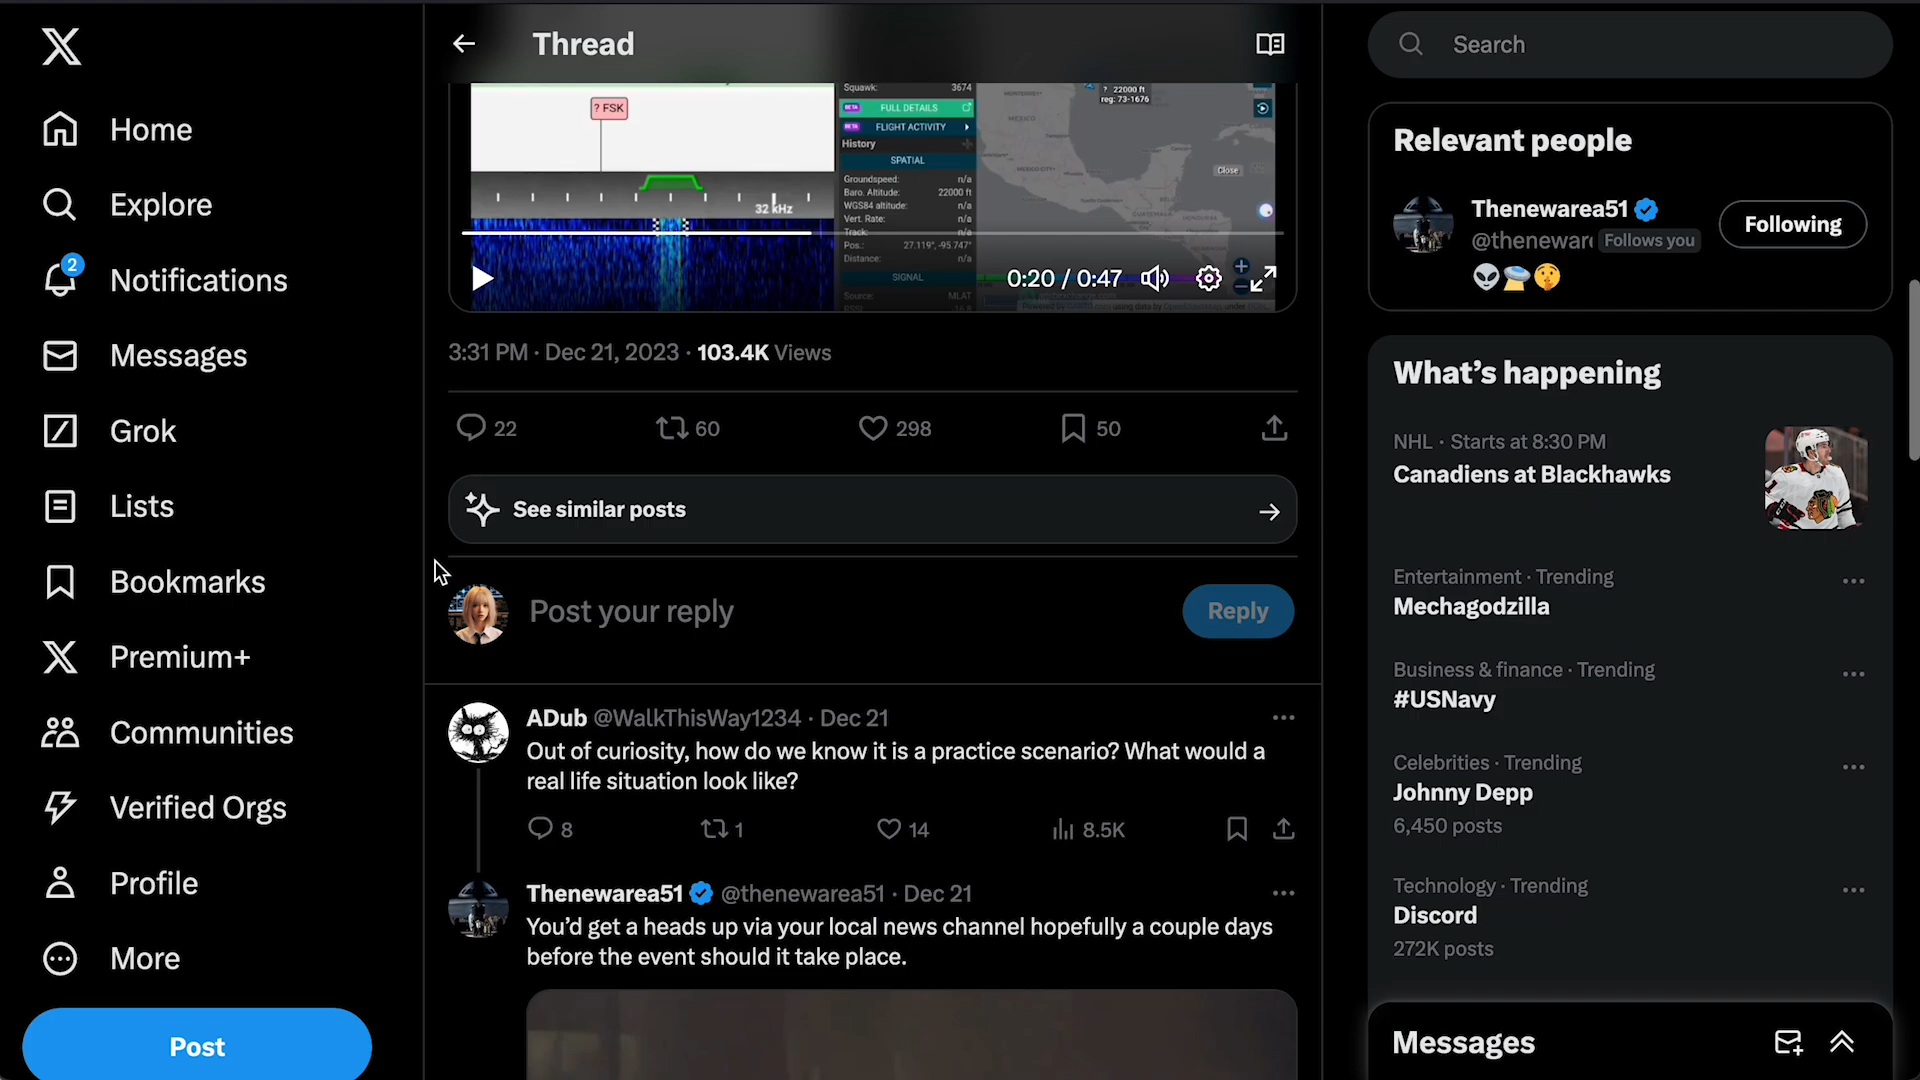 Home
Explore
2
Notifications
Messages
Grok
Lists
Bookmarks
Premium+
Communities
Verified Orgs
Profile
More
Post
Thread
? FSK
32 kHz
Squawk: 3674
BETA FULL DETAILS
BETA FLIGHT ACTIVITY
History
SPATIAL
Groundspeed: n/a
Baro. Altitude: 22000 ft
WGS84 altitude: n/a
Vert. Rate: n/a
Track: n/a
Pos.: 27.119°, -95.747°
Distance: n/a
SIGNAL
Source: MLAT
? 22000 ft
reg: 73-1676
Close
0:20 / 0:47
3:31 PM · Dec 21, 2023 · 103.4K Views
22 60 298 50
See similar posts
Post your reply
Reply
ADub @WalkThisWay1234 · Dec 21
Out of curiosity, how do we know it is a practice scenario? What would a
real life situation look like?
8 1 14 8.5K
Thenewarea51 @thenewarea51 · Dec 21
You’d get a heads up via your local news channel hopefully a couple days
before the event should it take place.
Search
Relevant people
Thenewarea51
@thenewar Follows you
Following
What’s happening
NHL · Starts at 8:30 PM
Canadiens at Blackhawks
Entertainment · Trending
Mechagodzilla
Business & finance · Trending
#USNavy
Celebrities · Trending
Johnny Depp
6,450 posts
Technology · Trending
Discord
272K posts
Messages